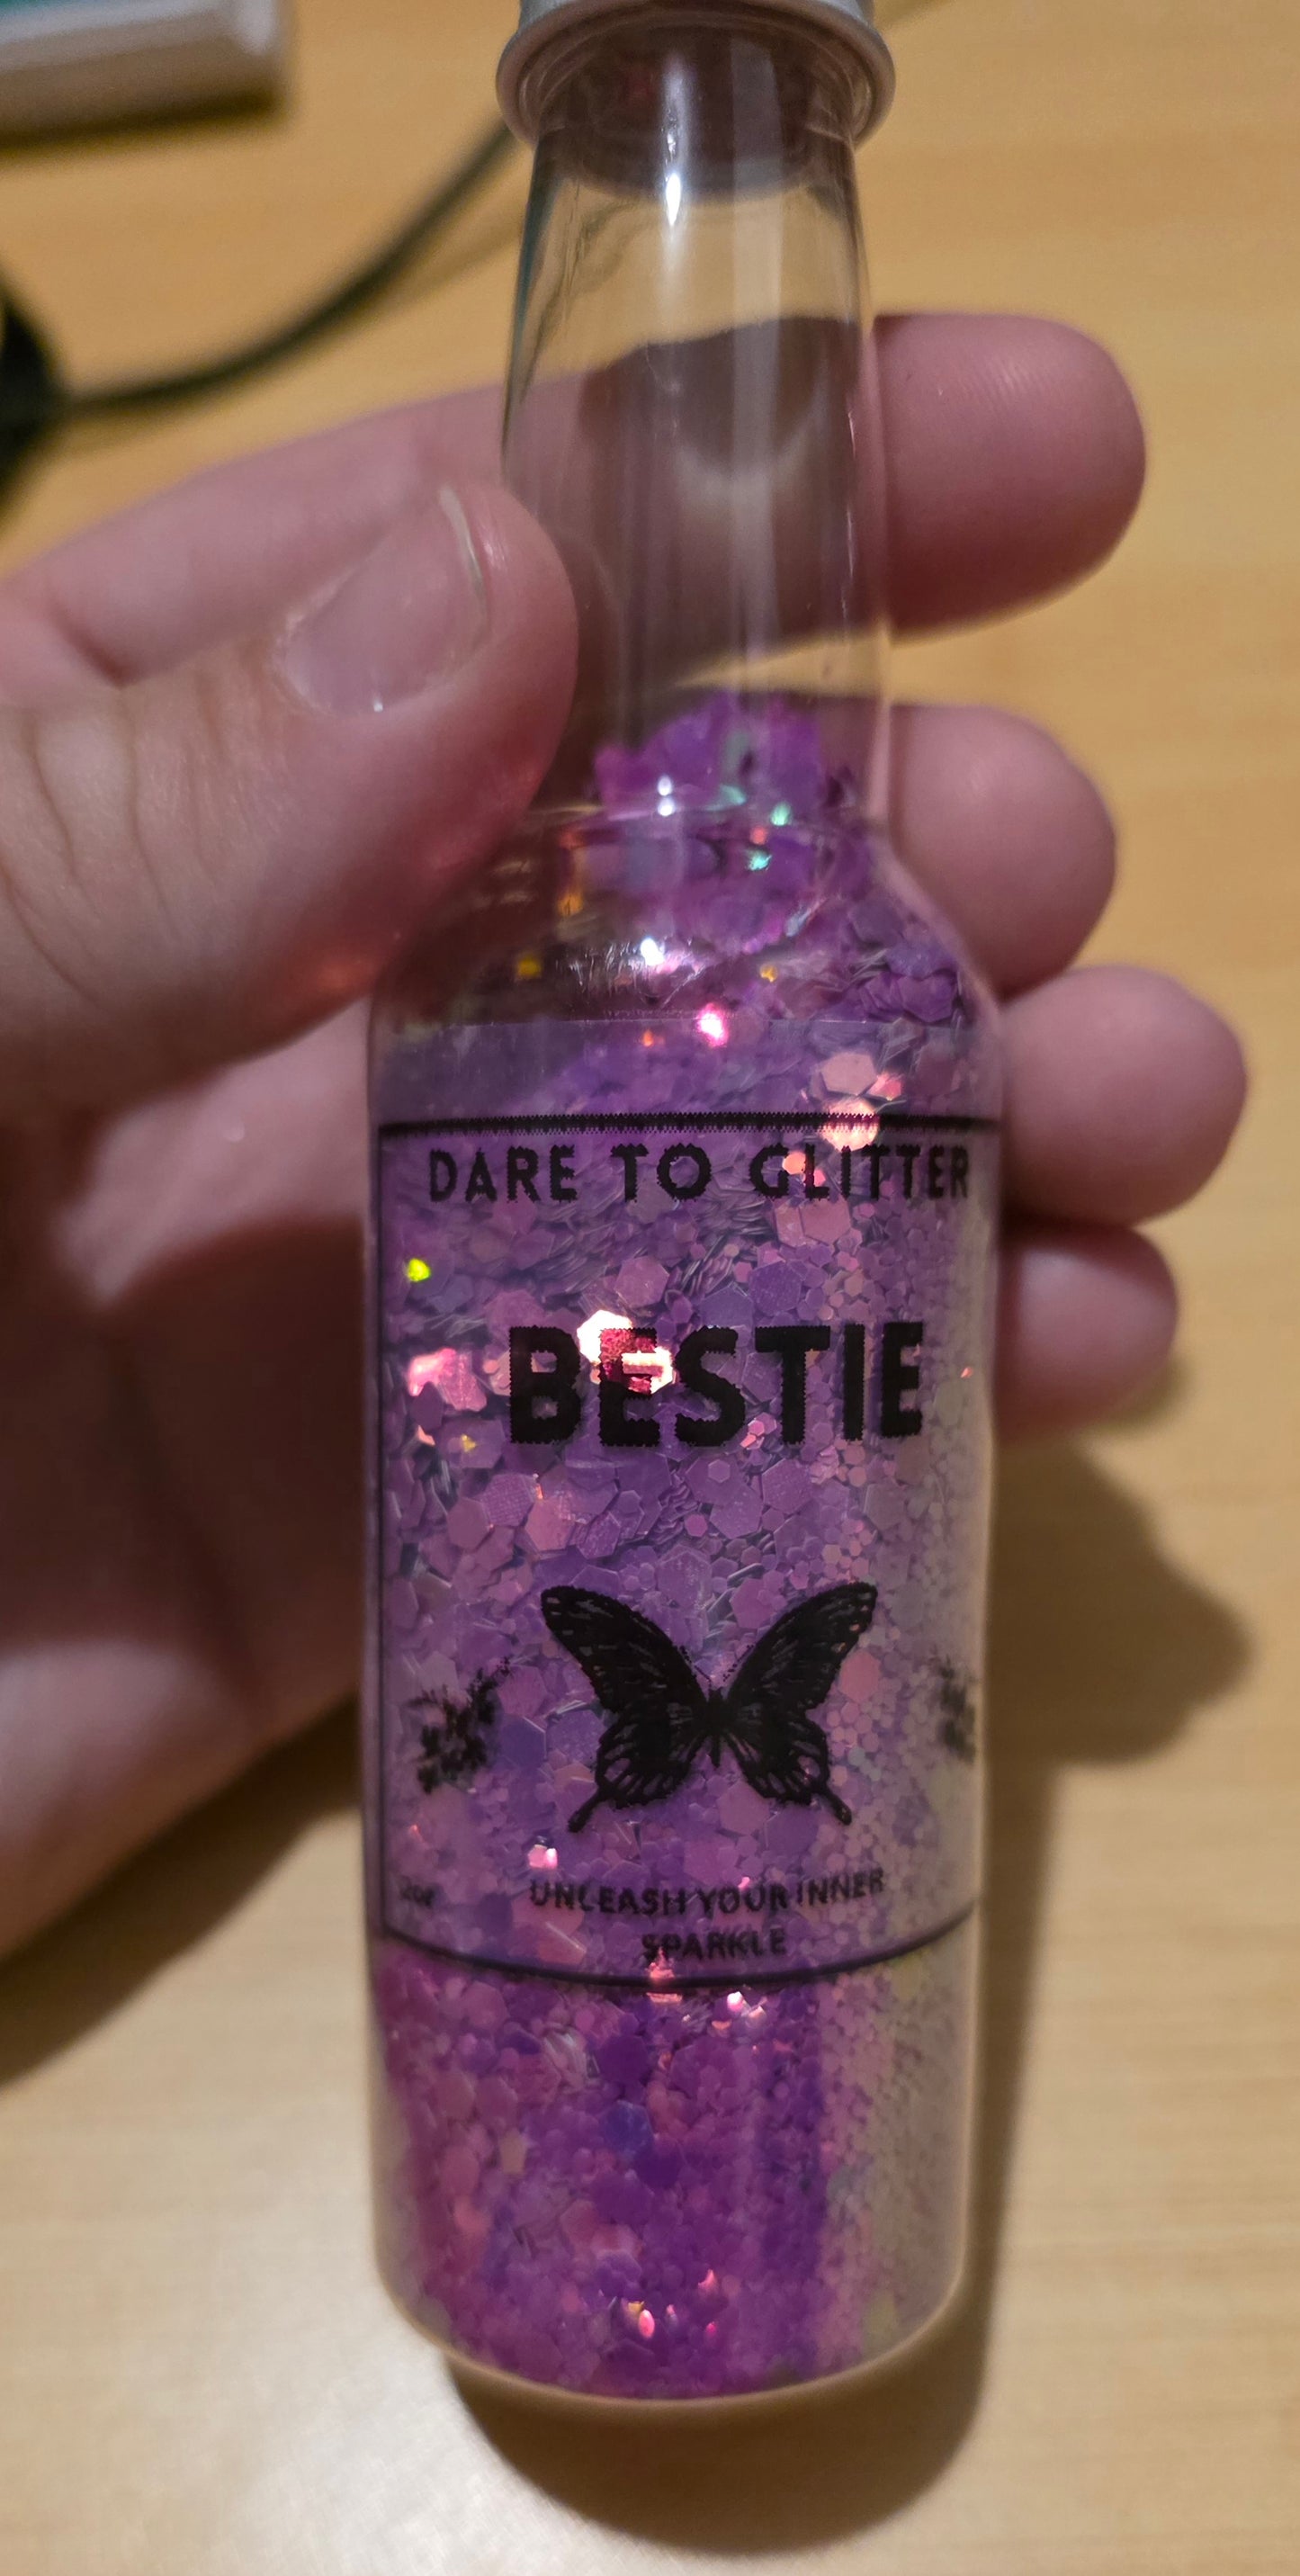 DARE TO GLITTER
BESTIE
UNLEASH YOUR INNER
SPARKLE